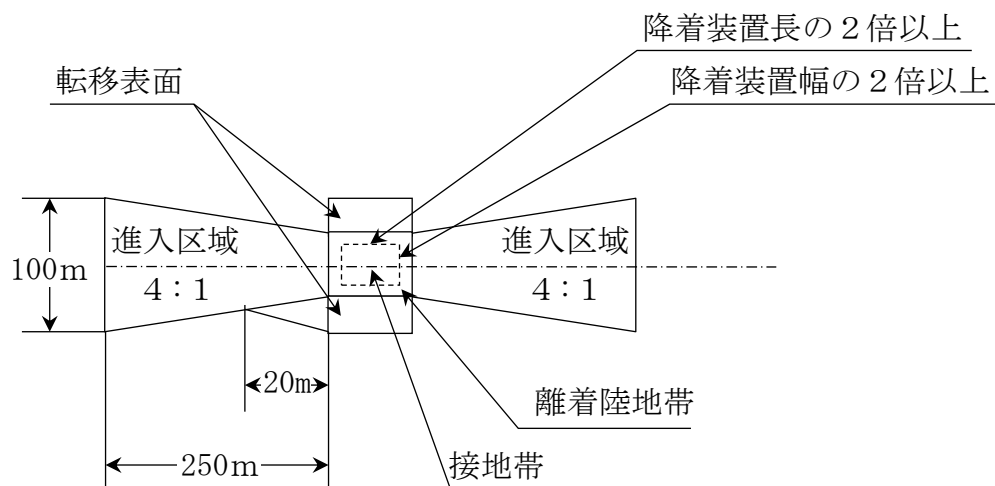 降着装置長の２倍以上
転移表面
降着装置幅の２倍以上
進入区域
進入区域
100ｍ
４：１
４：１
20m
離着陸地帯
250ｍ
接地帯